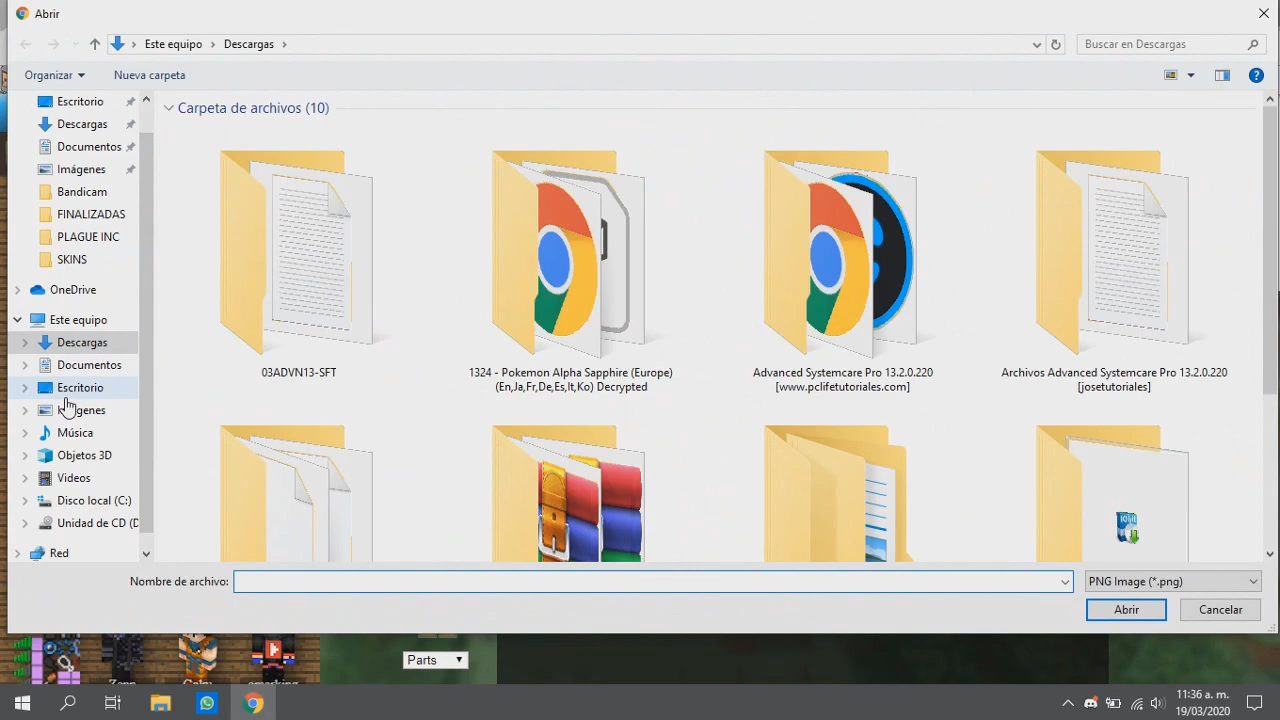 Abrir
Este equipo > Descargas >
Buscar en Descargas
Organizar
Nueva carpeta
Escritorio
Descargas
Documentos
Imágenes
Bandicam
FINALIZADAS
PLAGUE INC
SKINS
OneDrive
Este equipo
Descargas
Documentos
Escritorio
Música
Objetos 3D
Videos
Disco local (C:)
Unidad de CD (D
Red
Carpeta de archivos (10)
03ADVN13-SFT
1324 - Pokemon Alpha Sapphire (Europe)
(En,Ja,Fr,De,Es,It,Ko) Decrypted
Advanced Systemcare Pro 13.2.0.220
[www.pclifetutoriales.com]
Archivos Advanced Systemcare Pro 13.2.0.220
[josetutoriales]
Nombre de archivo:
PNG Image (*.png)
Abrir
Cancelar
Parts
11:36 a. m.
19/03/2020